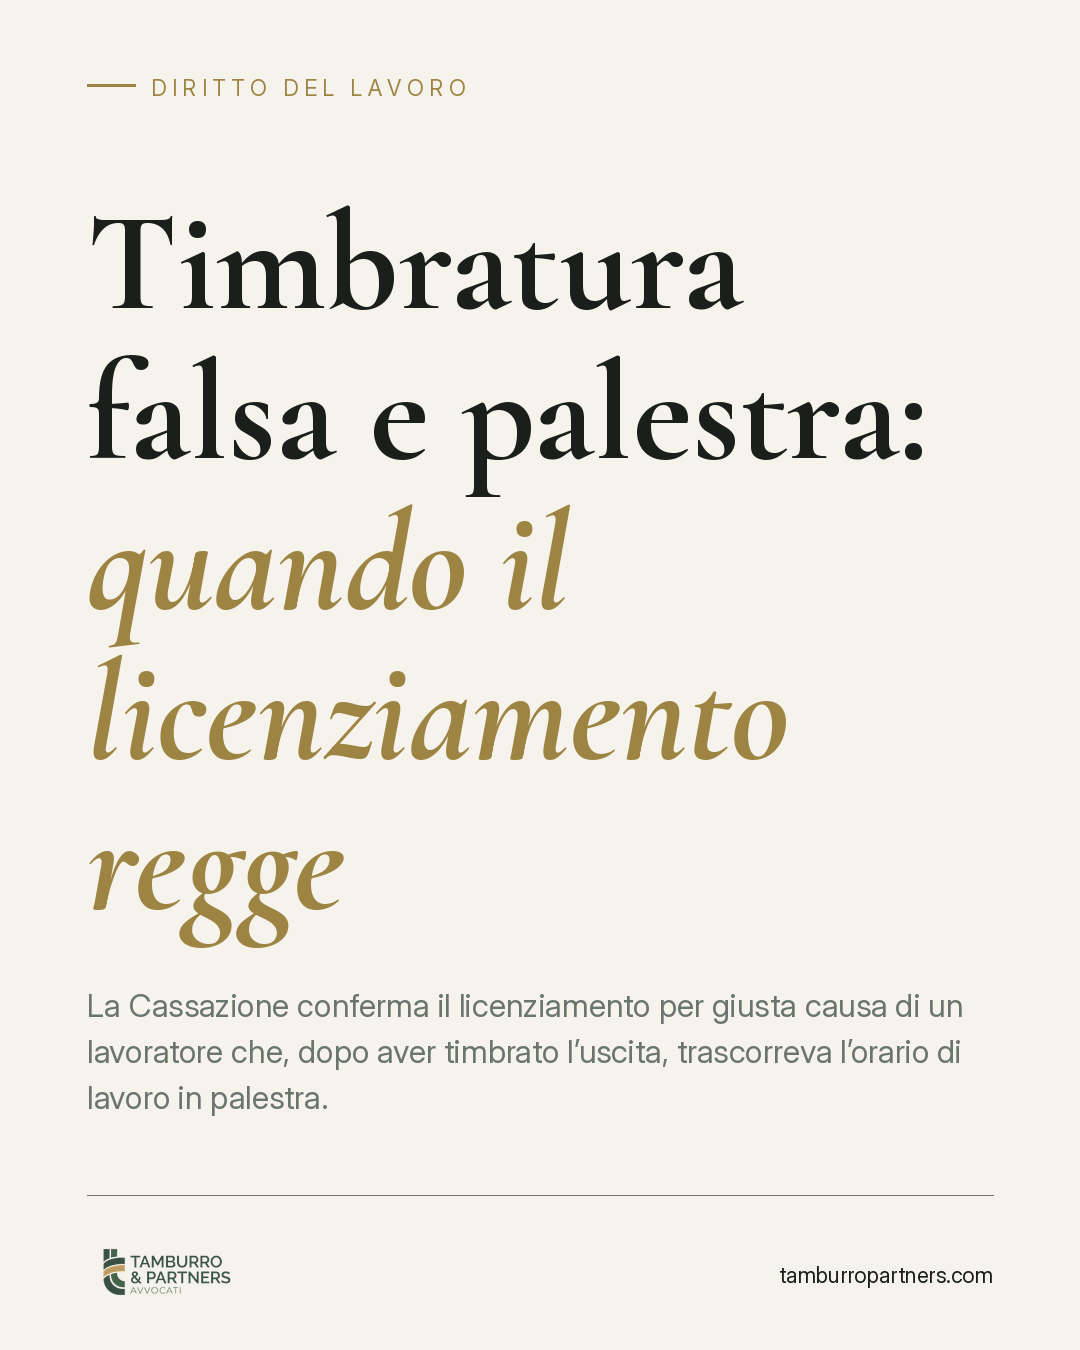 DIRITTO DEL LAVORO
Timbratura
falsa e palestra:
quando il
licenziamento
regge
La Cassazione conferma il licenziamento per giusta causa di un
lavoratore che, dopo aver timbrato l’uscita, trascorreva l’orario di
lavoro in palestra.
TAMBURRO
& PARTNERS
AVVOCATI
tamburropartners.com